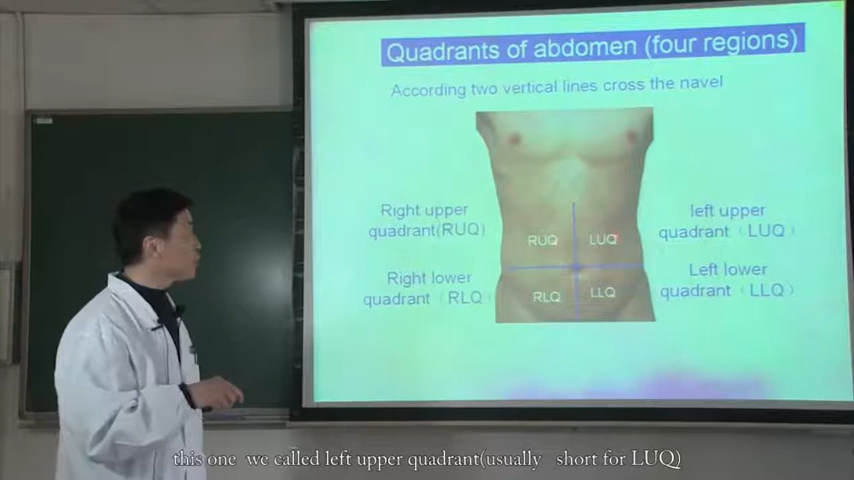 Quadrants of abdomen (four regions)
According two vertical lines cross the navel
Right upper
quadrant(RUQ)
left upper
quadrant（LUQ）
RUQ
LUQ
Right lower
quadrant（RLQ）
Left lower
quadrant（LLQ）
RLQ
LLQ
this one we called left upper quadrant(usually short for LUQ)